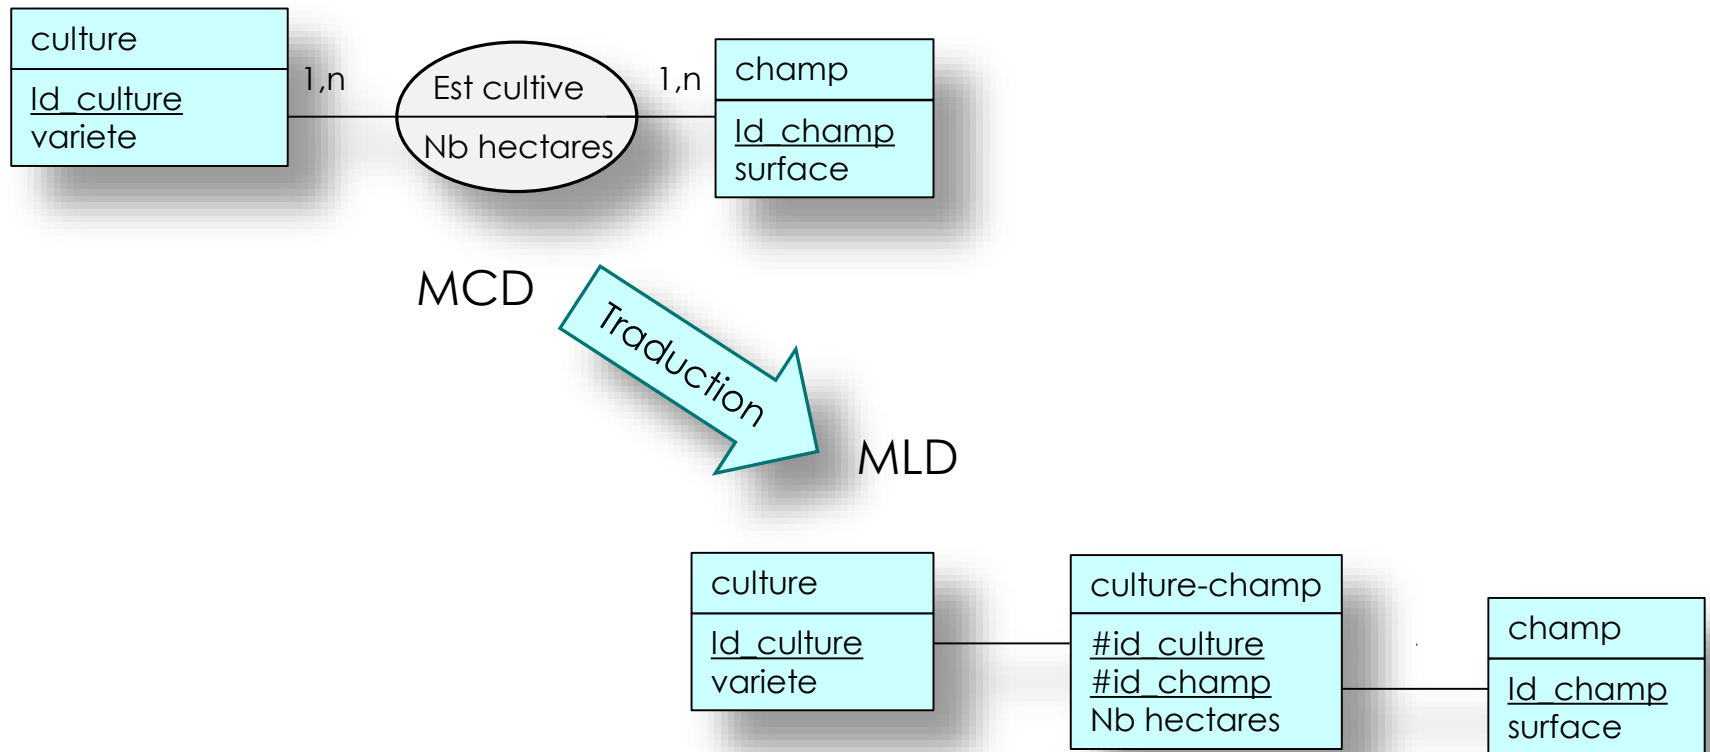 culture
Id_culture
variete
1,n
Est cultive
Nb hectares
1,n
champ
Id_champ
surface
MCD
Traduction
MLD
culture
Id_culture
variete
culture-champ
#id_culture
#id_champ
Nb hectares
champ
Id_champ
surface